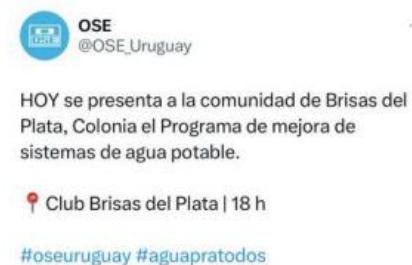 OSE
@OSE_Uruguay
HOY se presenta a la comunidad de Brisas del
Plata, Colonia el Programa de mejora de
sistemas de agua potable.
📍 Club Brisas del Plata | 18 h
#oseuruguay #aguapratodos